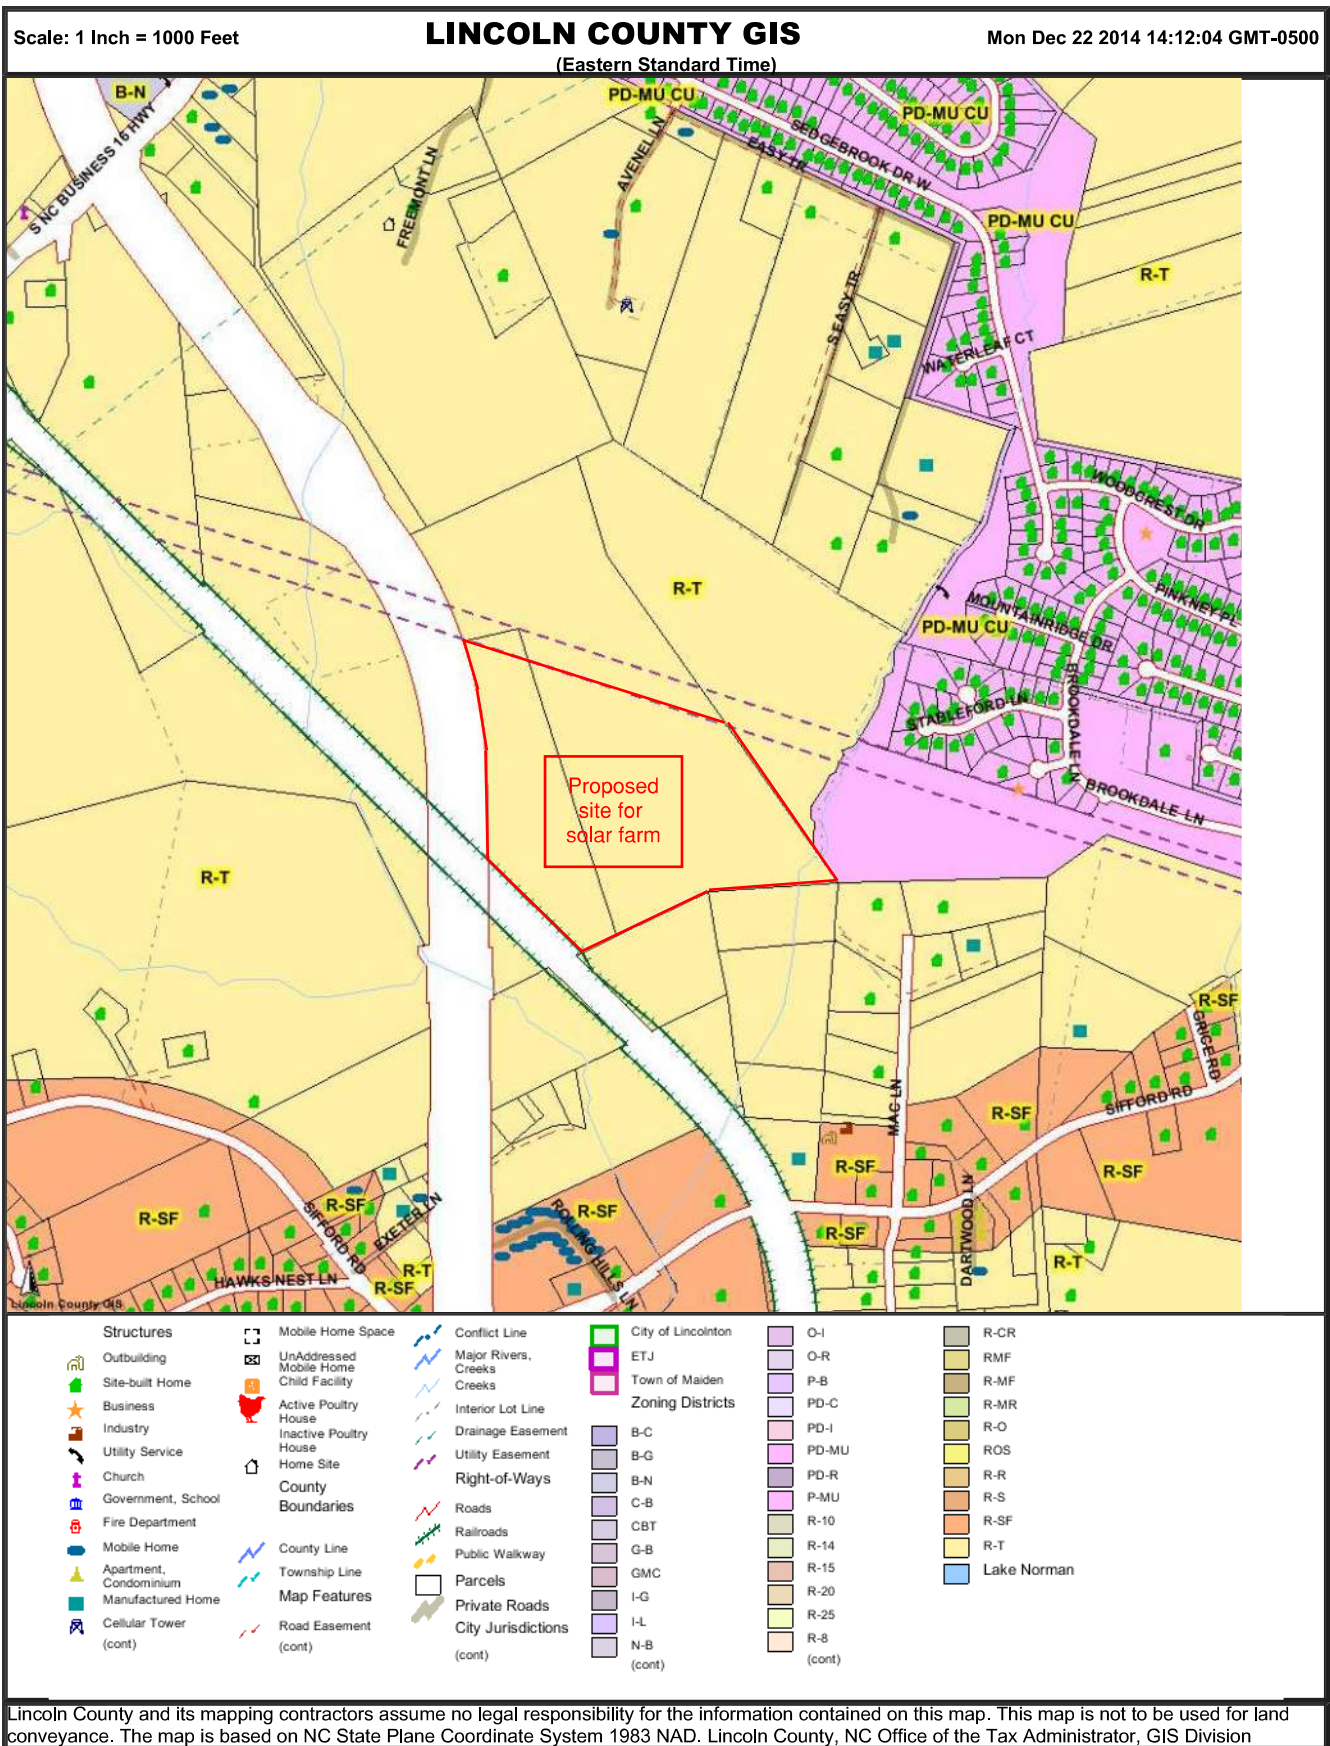 Scale: 1 Inch = 1000 Feet
LINCOLN COUNTY GIS
Mon Dec 22 2014 14:12:04 GMT-0500
(Eastern Standard Time)
B-N
S NC BUSINESS 16 HWY
FREEMONT LN
AVENEL LN
PD-MU CU
PD-MU CU
SEDGEBROOK DR W
EASY TR
PD-MU CU
R-T
S EASY TR
WATERLEAF CT
WOODCREST DR
PINKNEY PL
R-T
MOUNTAINRIDGE DR
PD-MU CU
STABLEFORD LN
BROOKDALE LN
BROOKDALE LN
Proposed
site for
solar farm
R-T
R-SF
GRICE RD
SIFFORD RD
R-SF
MAC LN
R-SF
R-SF
R-SF
DARTWOOD LN
R-T
R-SF
ROLLING HILLS LN
R-SF
R-SF
SIFFORD RD
EXETER LN
R-T
R-SF
HAWKS NEST LN
Lincoln County GIS
Structures
Outbuilding
Site-built Home
Business
Industry
Utility Service
Church
Government, School
Fire Department
Mobile Home
Apartment,
Condominium
Manufactured Home
Cellular Tower
(cont)
Mobile Home Space
UnAddressed
Mobile Home
Child Facility
Active Poultry
House
Inactive Poultry
House
Home Site
County
Boundaries
County Line
Township Line
Map Features
Road Easement
(cont)
Conflict Line
Major Rivers,
Creeks
Creeks
Interior Lot Line
Drainage Easement
Utility Easement
Right-of-Ways
Roads
Railroads
Public Walkway
Parcels
Private Roads
City Jurisdictions
(cont)
City of Lincolnton
ETJ
Town of Maiden
Zoning Districts
B-C
B-G
B-N
C-B
CBT
G-B
GMC
I-G
I-L
N-B
(cont)
O-I
O-R
P-B
PD-C
PD-I
PD-MU
PD-R
P-MU
R-10
R-14
R-15
R-20
R-25
R-8
(cont)
R-CR
RMF
R-MF
R-MR
R-O
ROS
R-R
R-S
R-SF
R-T
Lake Norman
Lincoln County and its mapping contractors assume no legal responsibility for the information contained on this map. This map is not to be used for land
conveyance. The map is based on NC State Plane Coordinate System 1983 NAD. Lincoln County, NC Office of the Tax Administrator, GIS Division